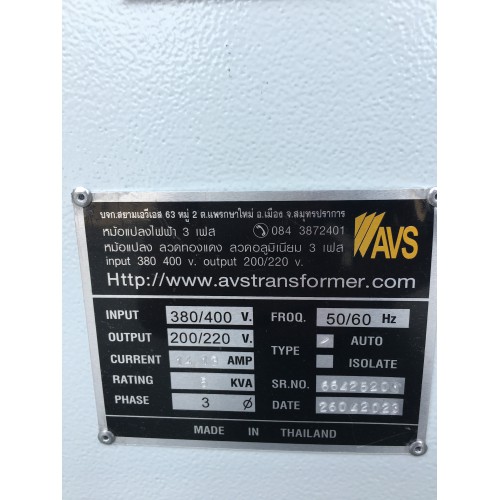 บจก.สยามเอวีเอส 63 หมู่ 2 ต.แพรกษาใหม่ อ.เมือง จ.สมุทรปราการ
หม้อแปลงไฟฟ้า 3 เฟส 084 3872401
หม้อแปลง ลวดทองแดง ลวดอลูมิเนียม 3 เฟส
input 380 400 v. output 200/220 v.
AVS
Http://www.avstransformer.com
INPUT 380/400 V.
OUTPUT 200/220 V.
CURRENT AMP
RATING KVA
PHASE 3 Ø
FROQ. 50/60 Hz
TYPE AUTO
ISOLATE
SR.NO.
DATE 26042023
MADE IN THAILAND